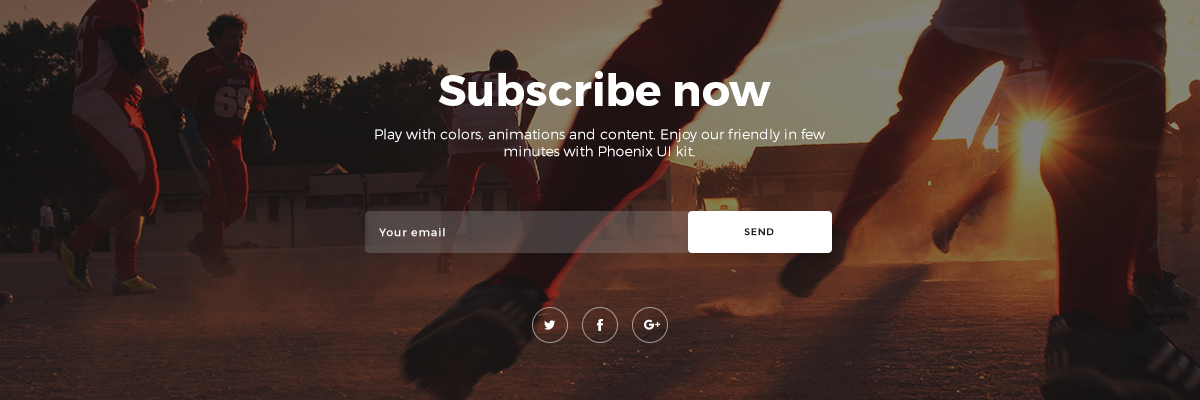 Subscribe now
Play with colors, animations and content. Enjoy our friendly in few
minutes with Phoenix UI kit.
Your email
SEND
69